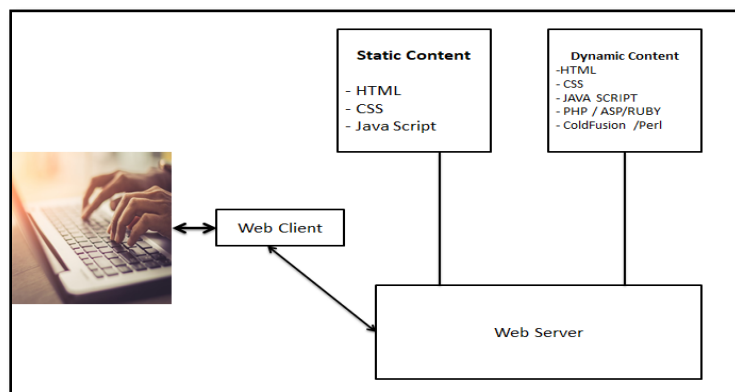 Static Content
- HTML
- CSS
- Java Script
Dynamic Content
-HTML
- CSS
- JAVA SCRIPT
- PHP / ASP/RUBY
- ColdFusion /Perl
Web Client
Web Server